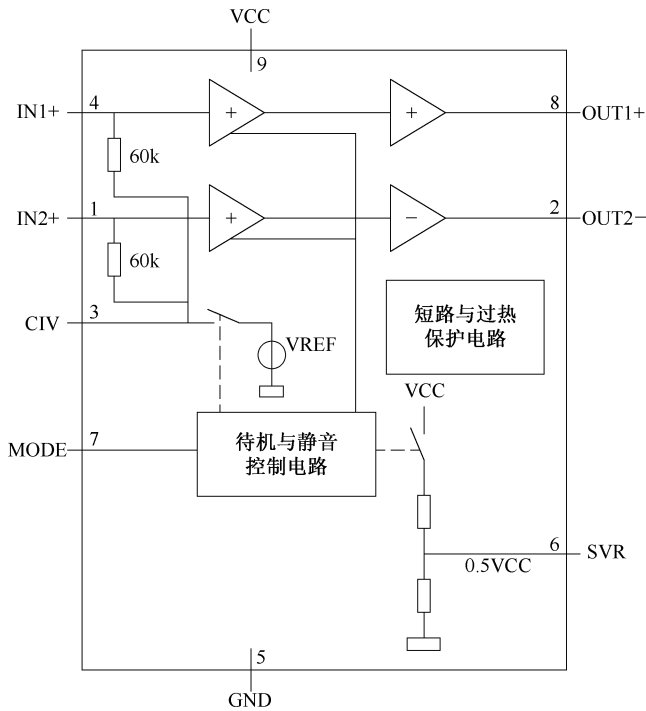 VCC
9
IN1+
4
+
+
8
OUT1+
60k
IN2+
1
+
−
2
OUT2−
60k
CIV
3
VREF
短路与过热
保护电路
VCC
MODE
7
待机与静音
控制电路
6
SVR
0.5VCC
5
GND